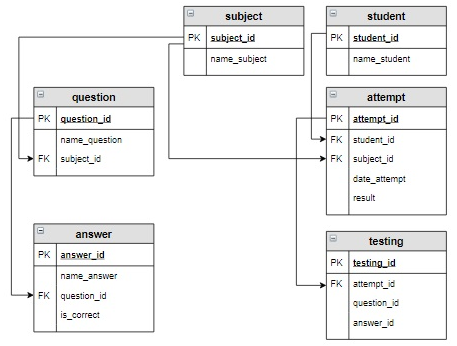 subject
PK subject_id
name_subject
student
PK student_id
name_student
question
PK question_id
name_question
FK subject_id
attempt
PK attempt_id
FK student_id
FK subject_id
date_attempt
result
answer
PK answer_id
name_answer
FK question_id
is_correct
testing
PK testing_id
FK attempt_id
question_id
answer_id